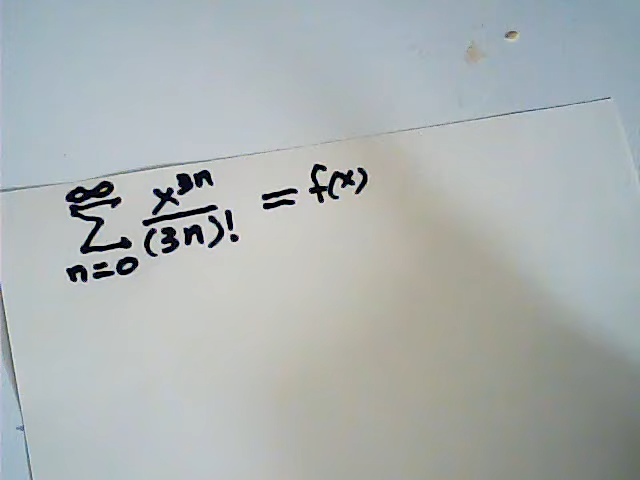 ∞∑n=0 x^3n/(3n)! = f(x)